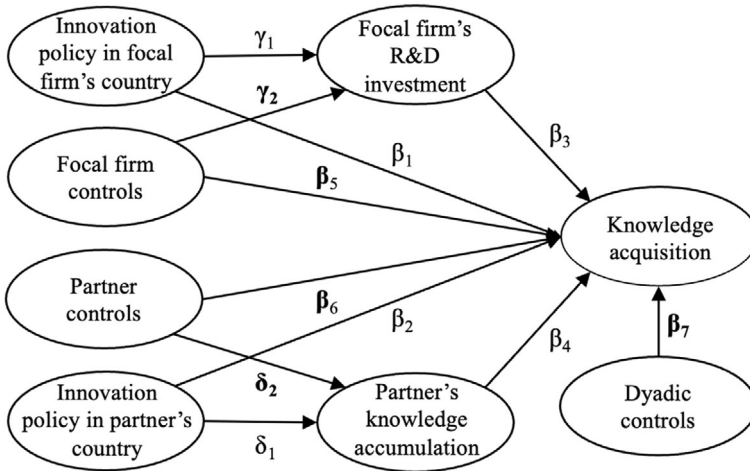 Innovation
policy in focal
firm's country
γ1
Focal firm's
R&D
investment
γ2
β1
β3
Focal firm
controls
β5
Knowledge
acquisition
Partner
controls
β6
β2
β4
β7
δ2
Innovation
policy in partner's
country
δ1
Partner's
knowledge
accumulation
Dyadic
controls